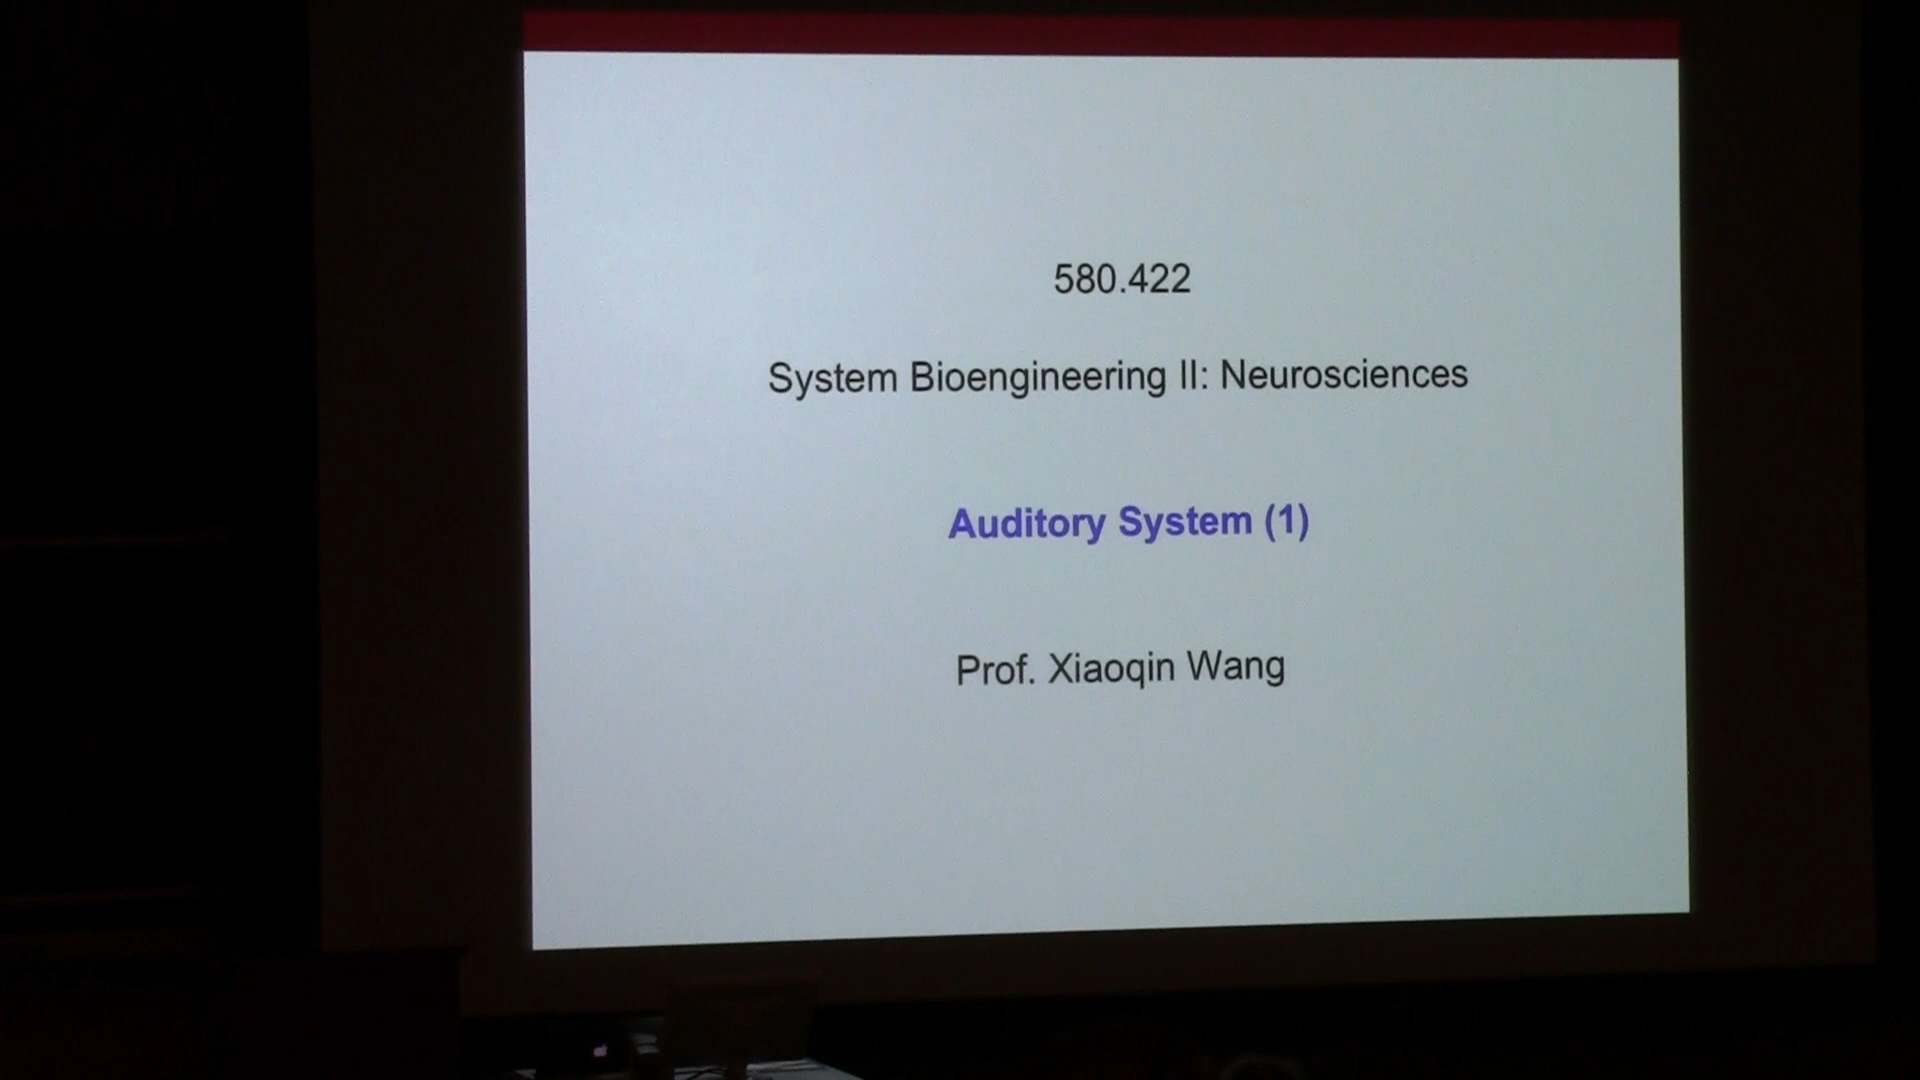 580.422
System Bioengineering II: Neurosciences
Auditory System (1)
Prof. Xiaoqin Wang